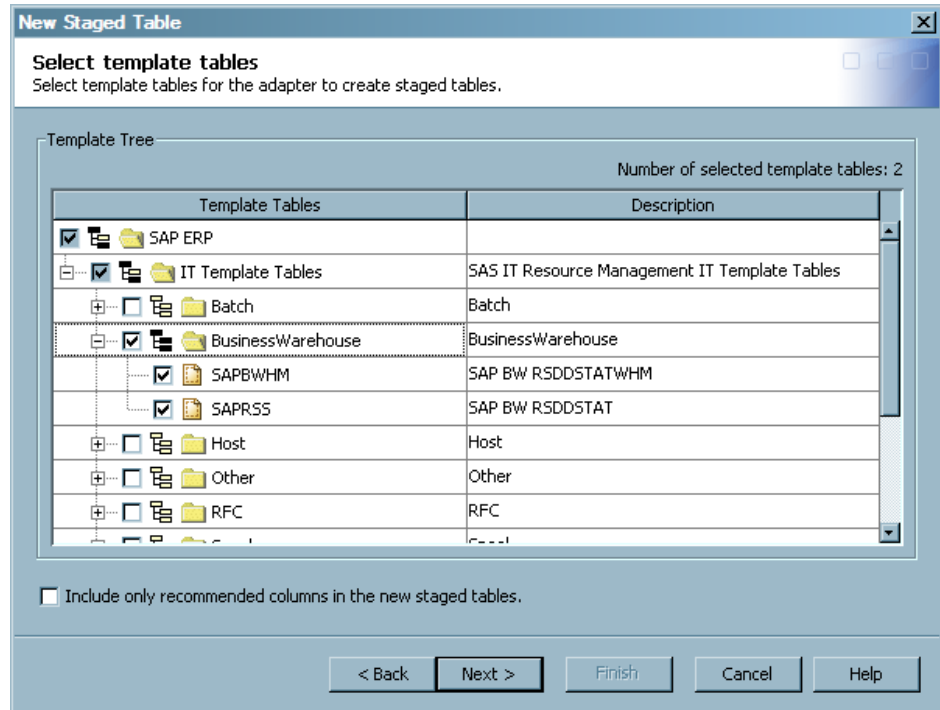 New Staged Table
Select template tables
Select template tables for the adapter to create staged tables.
Template Tree
Number of selected template tables: 2
Template Tables Description
SAP ERP
IT Template Tables SAS IT Resource Management IT Template Tables
Batch Batch
BusinessWarehouse BusinessWarehouse
SAPBWHM SAP BW RSDDSTATWHM
SAPRSS SAP BW RSDDSTAT
Host Host
Other Other
RFC RFC
Include only recommended columns in the new staged tables.
< Back Next > Finish Cancel Help